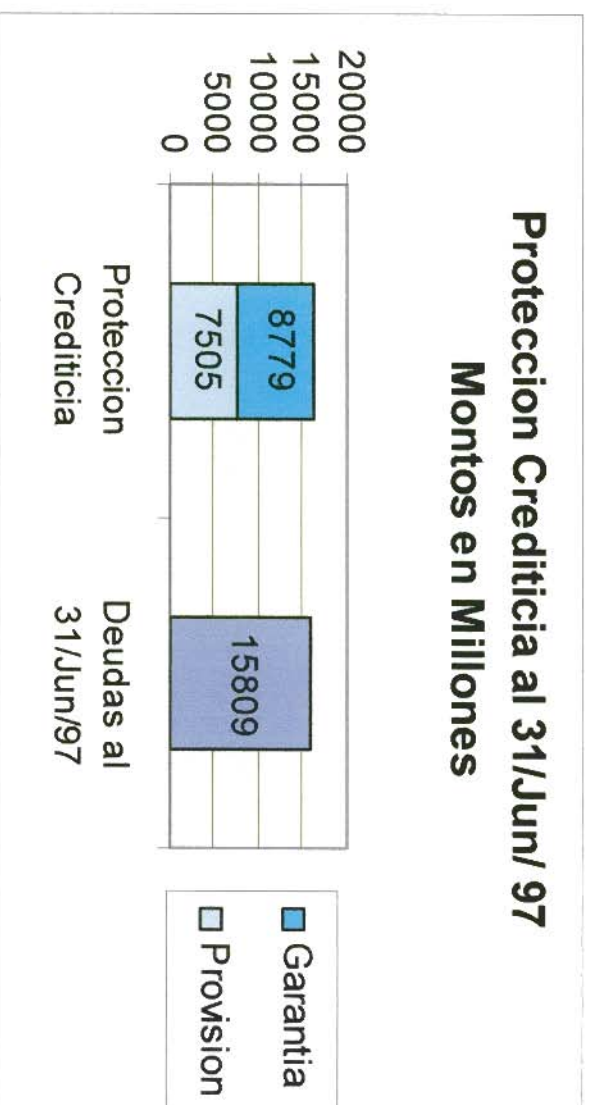 Proteccion Crediticia al 31/Jun/ 97
Montos en Millones
20000
15000
10000
5000
0
8779
7505
15809
Proteccion
Crediticia
Deudas al
31/Jun/97
Garantia
Provision